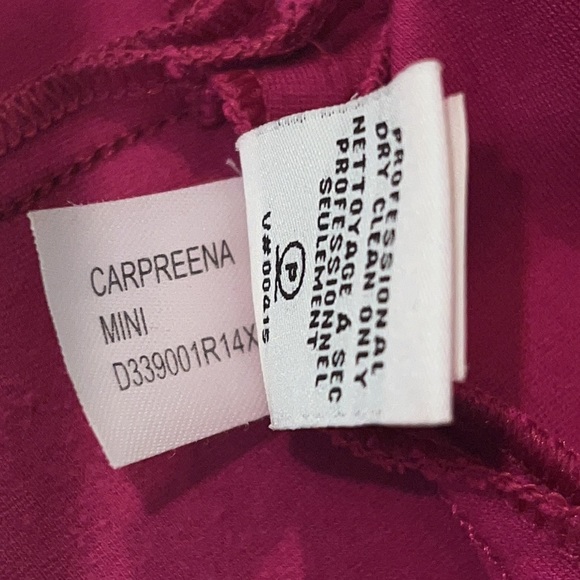 CARPREENA
MINI
D339001R14X
PROFESSIONAL
DRY CLEAN ONLY
NETTOYAGE A SEC
PROFESSIONNEL
SEULEMENT
P
V#00415